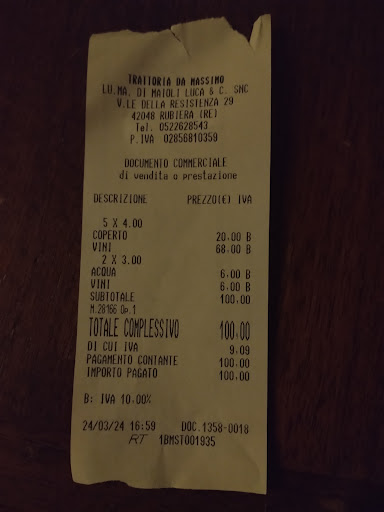 TRATTORIA DA MASSIMO
LU.MA. DI MAIOLI LUCA & C. SNC
V.LE DELLA RESISTENZA 29
42048 RUBIERA (RE)
Tel. 0522628543
P.IVA 02856810359
DOCUMENTO COMMERCIALE
di vendita o prestazione
DESCRIZIONE PREZZO(€) IVA
5 X 4.00
COPERTO 20,00 B
VINI 68,00 B
2 X 3.00
ACQUA 6,00 B
VINI 6,00 B
SUBTOTALE 100,00
M.28166 Op.1
TOTALE COMPLESSIVO 100,00
DI CUI IVA 9,09
PAGAMENTO CONTANTE 100,00
IMPORTO PAGATO 100,00
B: IVA 10,00%
24/03/24 16:59 DOC.1358-0018
RT 1BMST001935